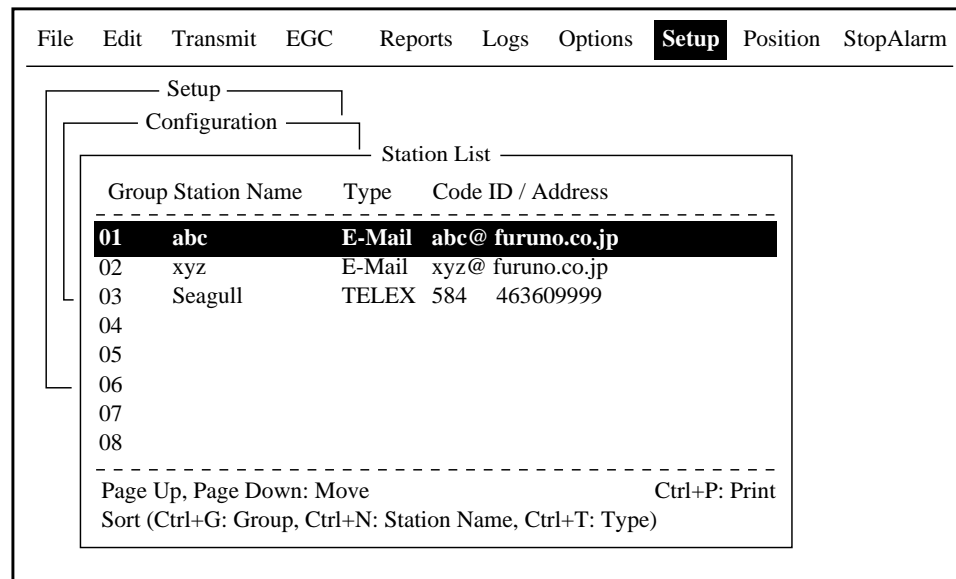 File Edit Transmit EGC Reports Logs Options Setup Position StopAlarm
Setup
Configuration
Station List
Group Station Name Type Code ID / Address
01 abc E-Mail abc@ furuno.co.jp
02 xyz E-Mail xyz@ furuno.co.jp
03 Seagull TELEX 584 463609999
04
05
06
07
08
Page Up, Page Down: Move Ctrl+P: Print
Sort (Ctrl+G: Group, Ctrl+N: Station Name, Ctrl+T: Type)